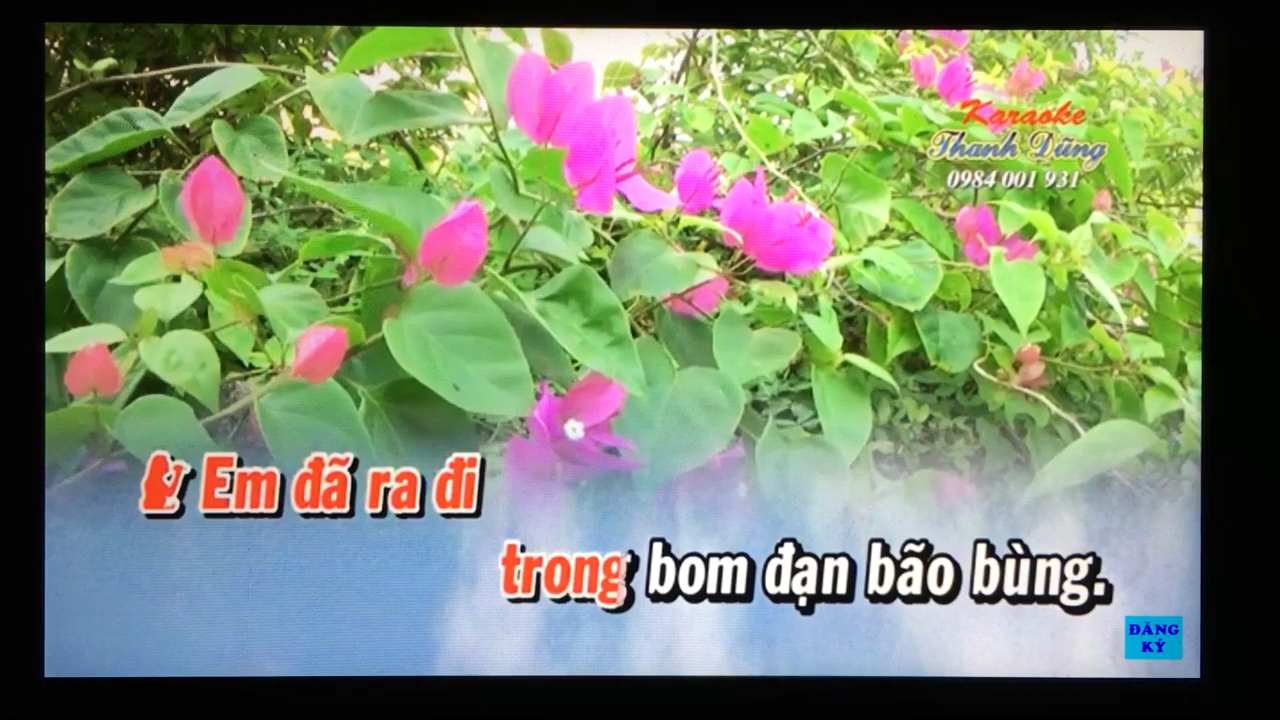 Karaoke
Thanh Dũng
0984 001 931
Em đã ra đi
trong bom đạn bão bùng.
ĐĂNG
KÝ